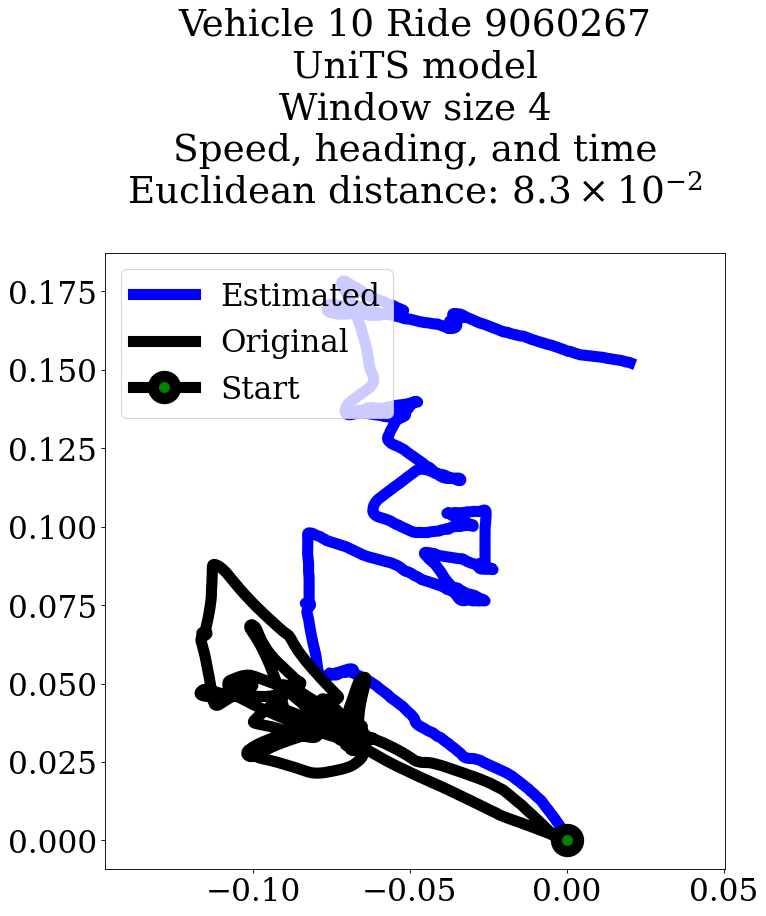 Vehicle 10 Ride 9060267
UniTS model
Window size 4
Speed, heading, and time
Euclidean distance: 8.3 × 10⁻²
Estimated
Original
Start
0.175
0.150
0.125
0.100
0.075
0.050
0.025
0.000
−0.10
−0.05
0.00
0.05